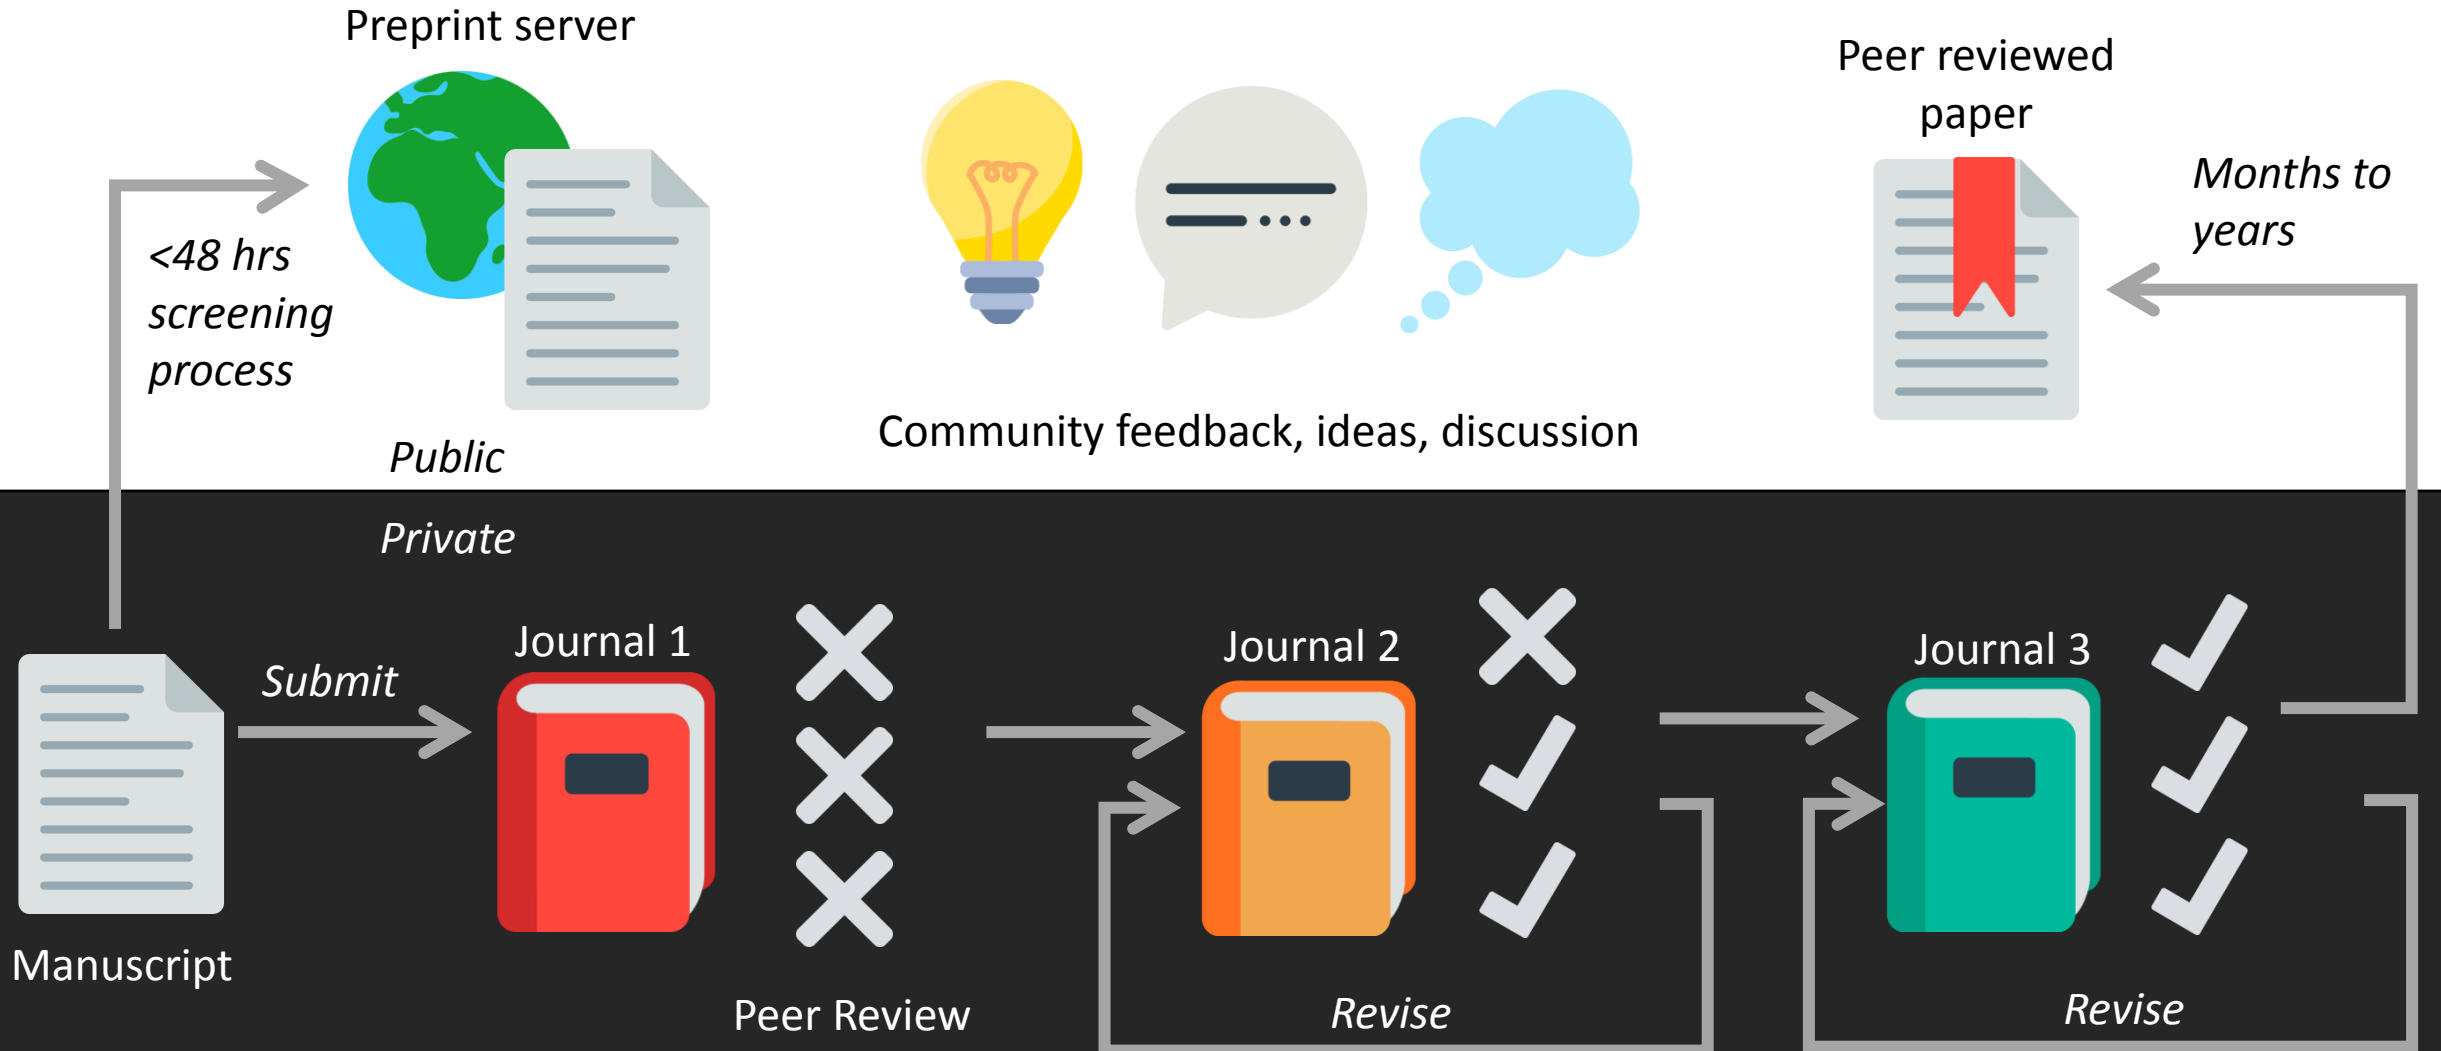 Preprint server
<48 hrs
screening
process
Public
Community feedback, ideas, discussion
Peer reviewed
paper
Months to
years
Private
Manuscript
Submit
Journal 1
Peer Review
Journal 2
Revise
Journal 3
Revise